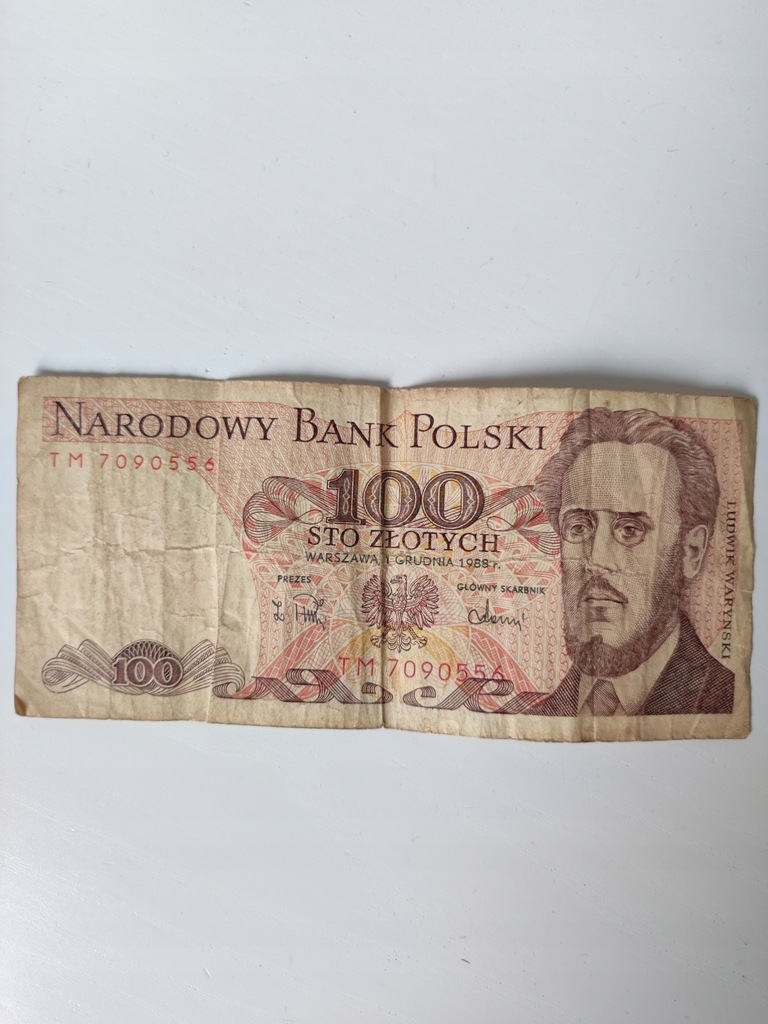 NARODOWY BANK POLSKI
TM 7090556
100
STO ZŁOTYCH
WARSZAWA, 1 GRUDNIA 1988 r.
PREZES
GŁÓWNY SKARBNIK
TM 7090556
100
LUDWIK WARYŃSKI